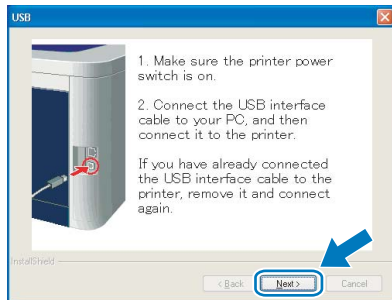 USB
1. Make sure the printer power
switch is on.
2. Connect the USB interface
cable to your PC, and then
connect it to the printer.
If you have already connected
the USB interface cable to the
printer, remove it and connect
again.
InstallShield
< Back Next > Cancel